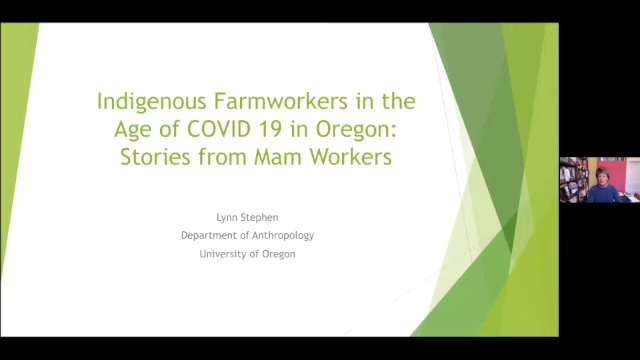 Indigenous Farmworkers in the
Age of COVID 19 in Oregon:
Stories from Mam Workers
Lynn Stephen
Department of Anthropology
University of Oregon